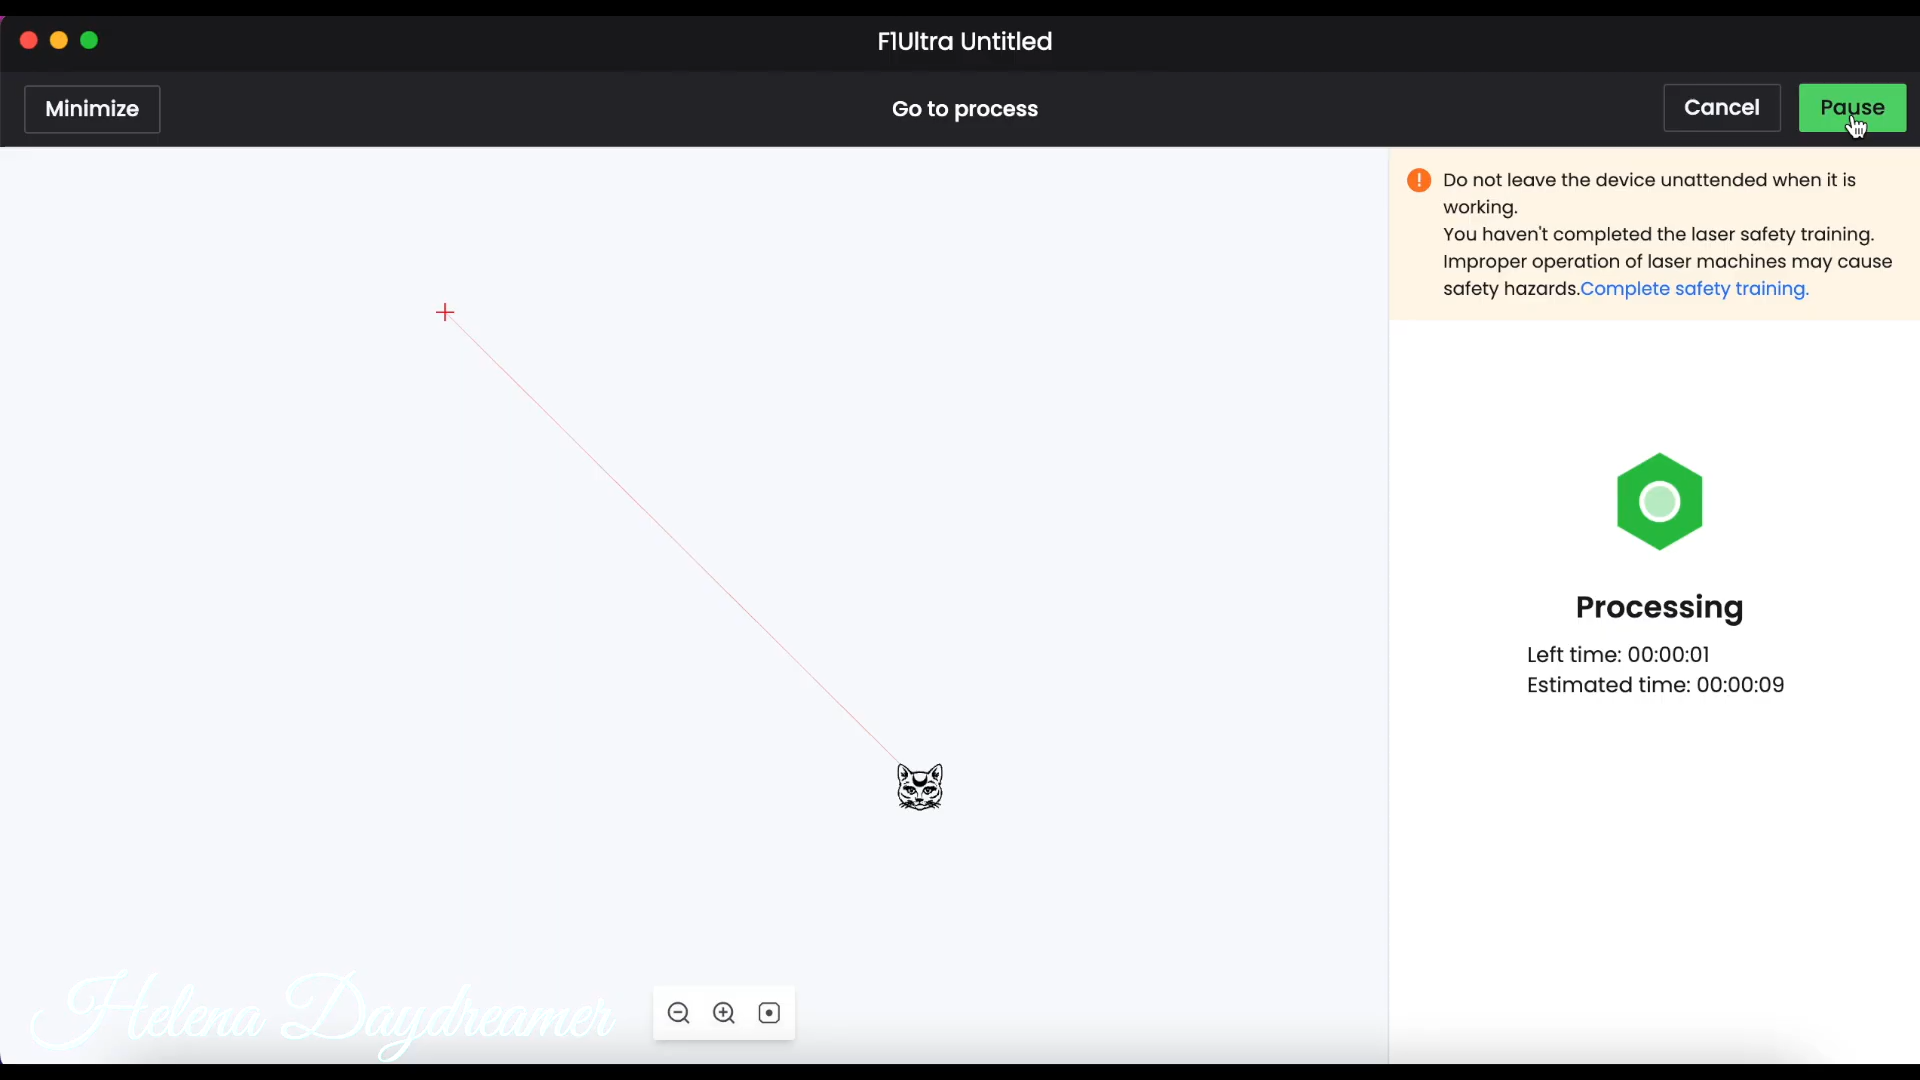 F1Ultra Untitled
Minimize
Go to process
Cancel
Pause
Do not leave the device unattended when it is
working.
You haven't completed the laser safety training.
Improper operation of laser machines may cause
safety hazards.Complete safety training.
Processing
Left time: 00:00:01
Estimated time: 00:00:09
Helena Daydreamer